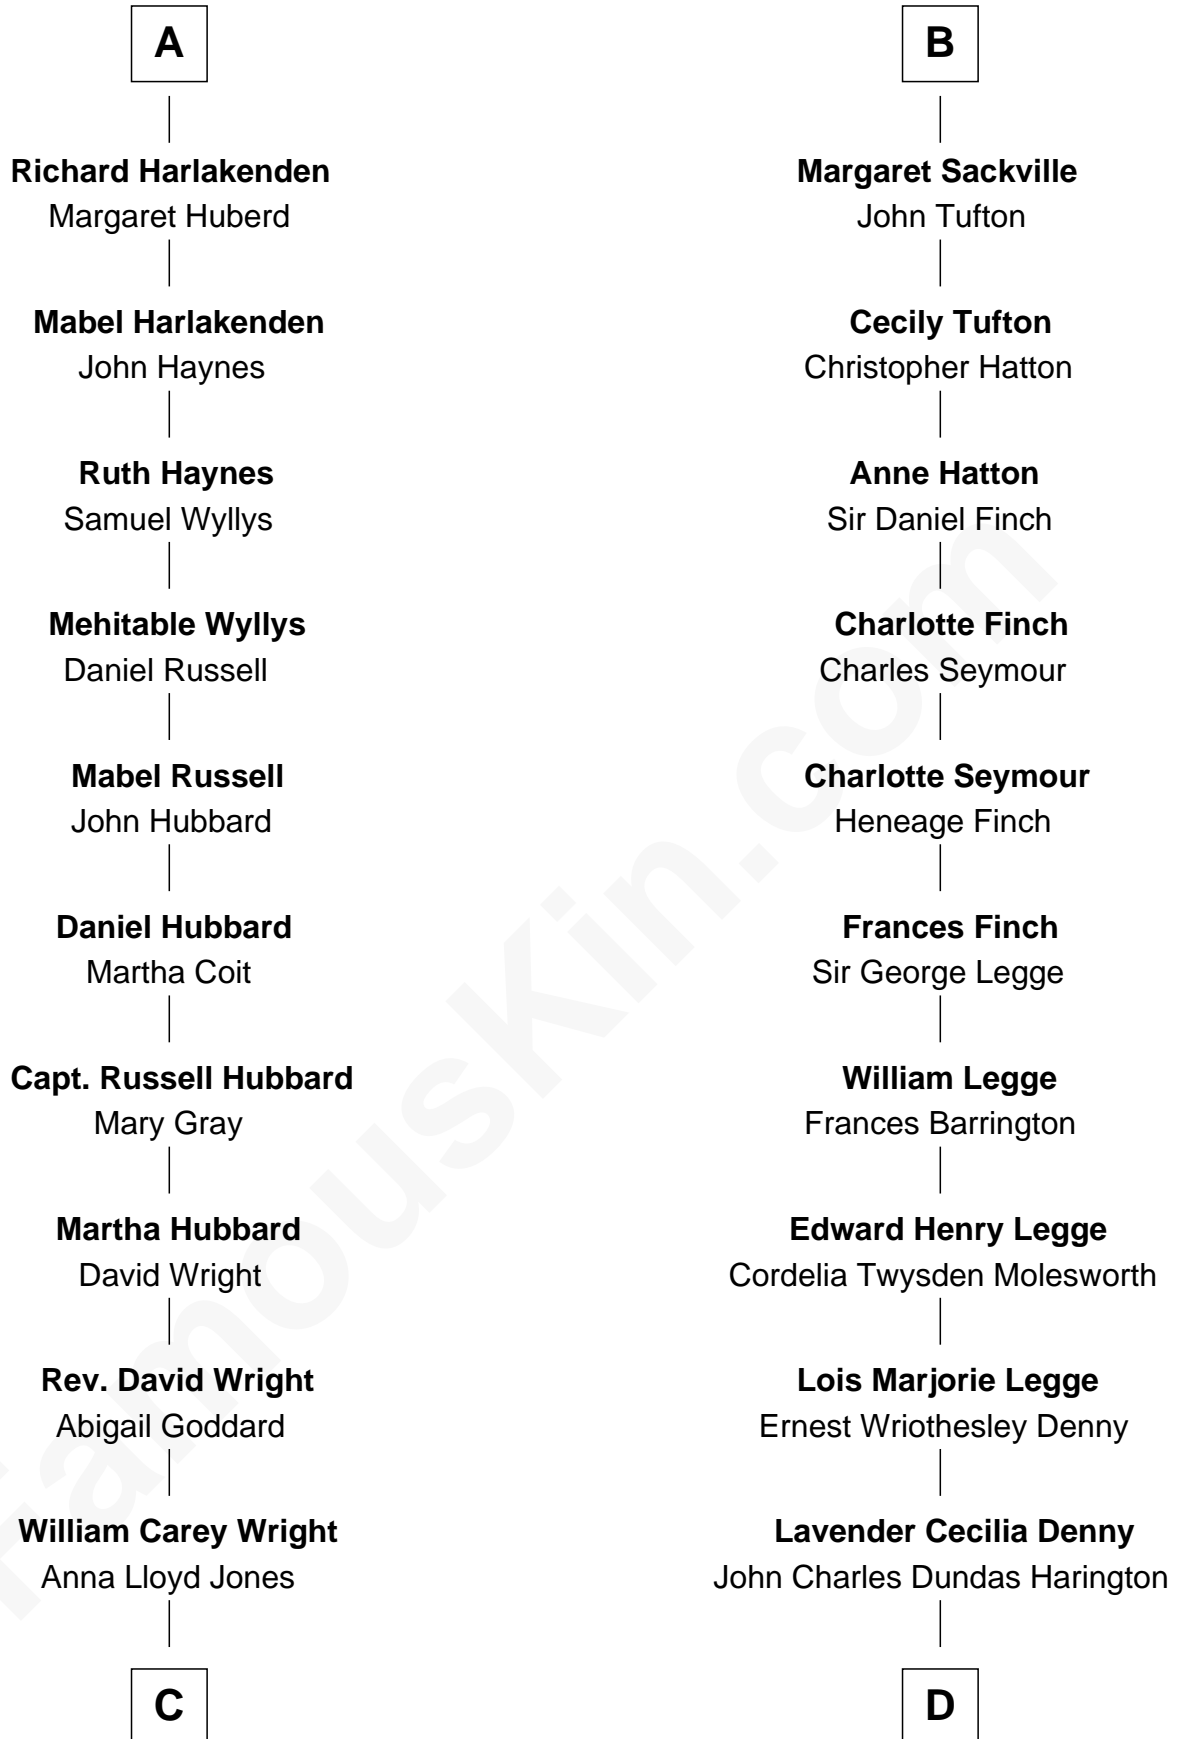 A
Richard Harlakenden
Margaret Huberd
Mabel Harlakenden
John Haynes
Ruth Haynes
Samuel Wyllys
Mehitable Wyllys
Daniel Russell
Mabel Russell
John Hubbard
Daniel Hubbard
Martha Coit
Capt. Russell Hubbard
Mary Gray
Martha Hubbard
David Wright
Rev. David Wright
Abigail Goddard
William Carey Wright
Anna Lloyd Jones
C
B
Margaret Sackville
John Tufton
Cecily Tufton
Christopher Hatton
Anne Hatton
Sir Daniel Finch
Charlotte Finch
Charles Seymour
Charlotte Seymour
Heneage Finch
Frances Finch
Sir George Legge
William Legge
Frances Barrington
Edward Henry Legge
Cordelia Twysden Molesworth
Lois Marjorie Legge
Ernest Wriothesley Denny
Lavender Cecilia Denny
John Charles Dundas Harington
D
FamousKin.com